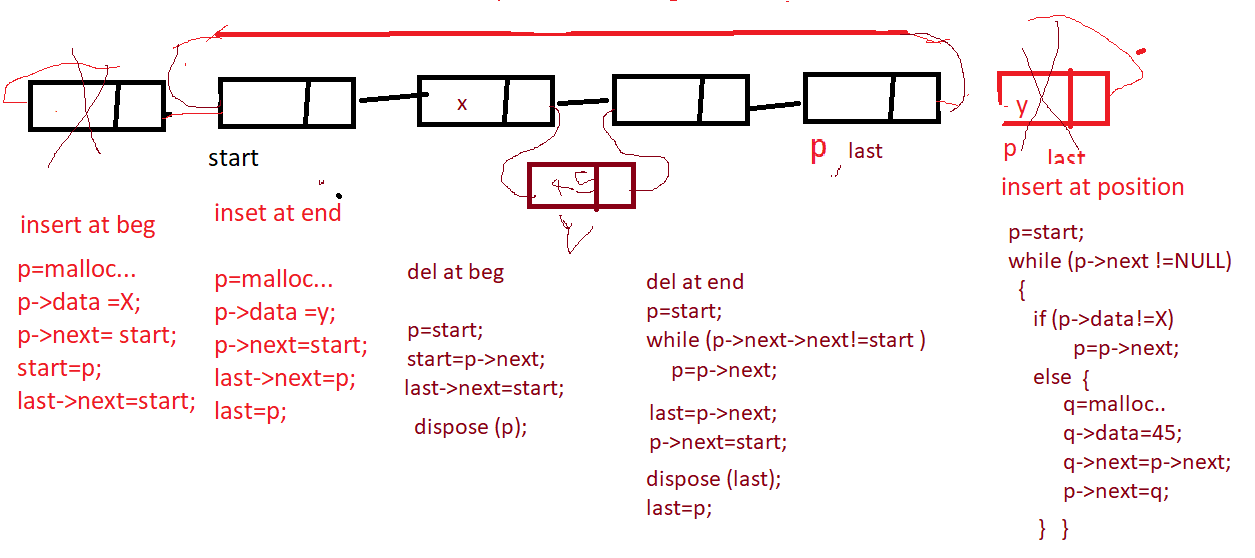 x
y
start
p last
p last
45
insert at beg
p=malloc...
p->data =X;
p->next= start;
start=p;
last->next=start;
inset at end
p=malloc...
p->data =y;
p->next=start;
last->next=p;
last=p;
del at beg
p=start;
start=p->next;
last->next=start;
dispose (p);
del at end
p=start;
while (p->next->next!=start )
p=p->next;
last=p->next;
p->next=start;
dispose (last);
last=p;
insert at position
p=start;
while (p->next !=NULL)
{
if (p->data!=X)
p=p->next;
else {
q=malloc..
q->data=45;
q->next=p->next;
p->next=q;
} }